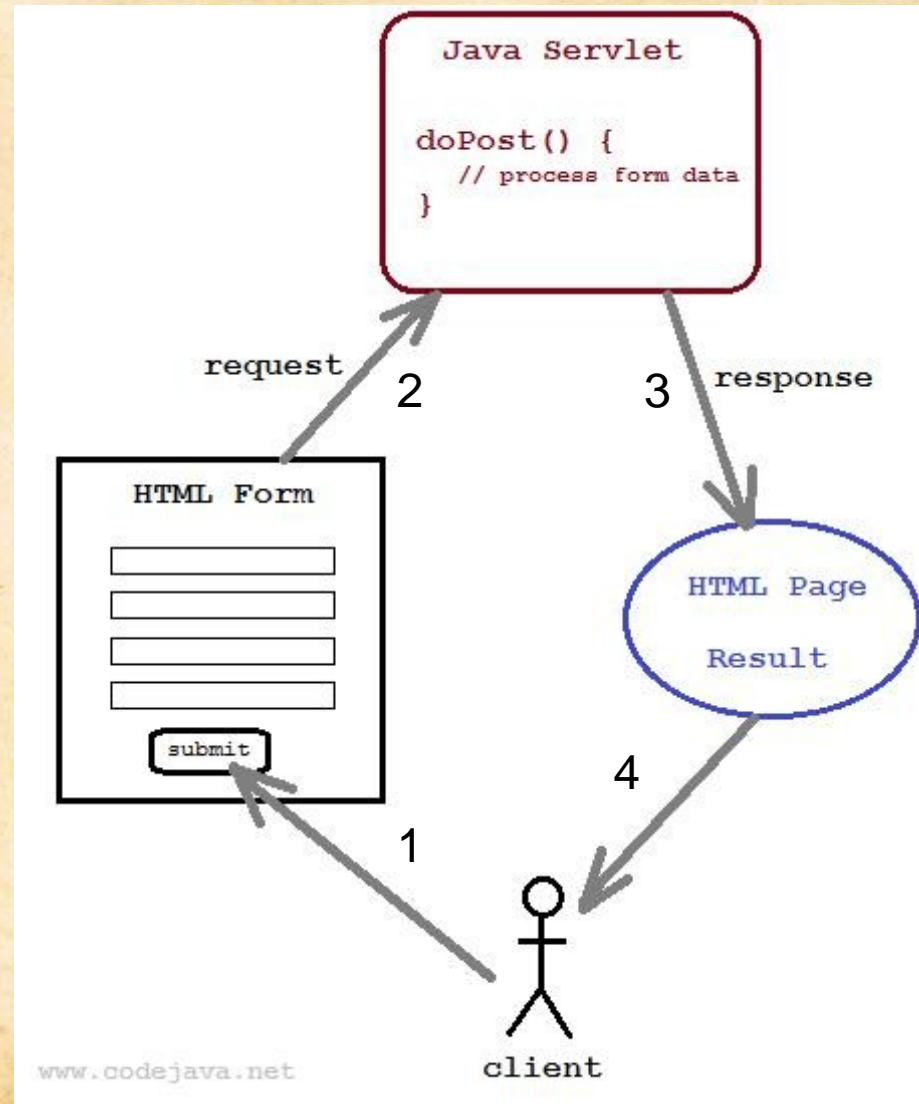 Java Servlet
doPost() {
// process form data
}
request
2
3
response
HTML Form
submit
HTML Page
Result
4
1
client
www.codejava.net